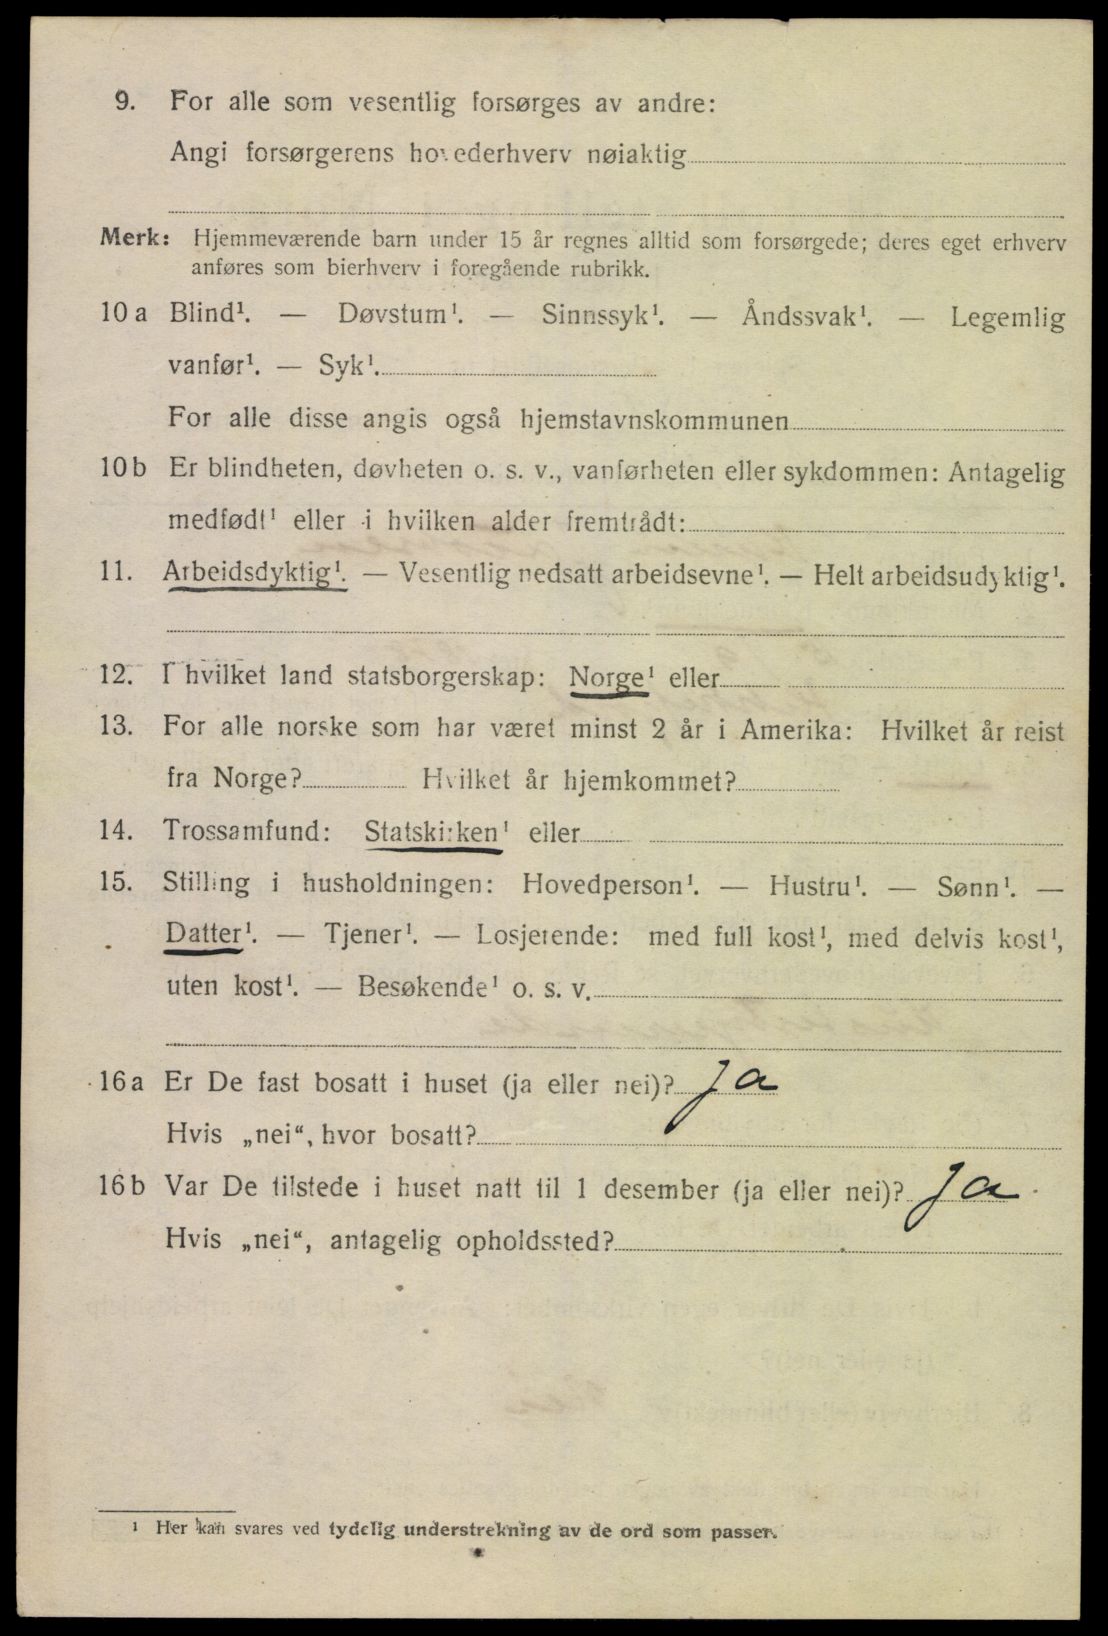 9. For alle som vesentlig forsørges av andre:
Angi forsørgerens hovederhverv nøiaktig
Merk: Hjemmeværende barn under 15 år regnes alltid som forsørgede; deres eget erhverv
anføres som bierhverv i foregående rubrikk.
10 a Blind¹. — Døvstum¹. — Sinnssyk¹. — Åndssvak¹. — Legemlig
vanfør¹. — Syk¹.
For alle disse angis også hjemstavnskommunen
10 b Er blindheten, døvheten o. s. v., vanførheten eller sykdommen: Antagelig
medfødt¹ eller i hvilken alder fremtrådt:
11. Arbeidsdyktig¹. — Vesentlig nedsatt arbeidsevne¹. — Helt arbeidsudyktig¹.
12. I hvilket land statsborgerskap: Norge¹ eller
13. For alle norske som har været minst 2 år i Amerika: Hvilket år reist
fra Norge? Hvilket år hjemkommet?
14. Trossamfund: Statskirken¹ eller
15. Stilling i husholdningen: Hovedperson¹. — Hustru¹. — Sønn¹. —
Datter¹. — Tjener¹. — Losjerende: med full kost¹, med delvis kost¹,
uten kost¹. — Besøkende¹ o. s. v.
16 a Er De fast bosatt i huset (ja eller nei)? Ja
Hvis „nei“, hvor bosatt?
16 b Var De tilstede i huset natt til 1 desember (ja eller nei)? Ja
Hvis „nei“, antagelig opholdssted?
¹ Her kan svares ved tydelig understrekning av de ord som passer.